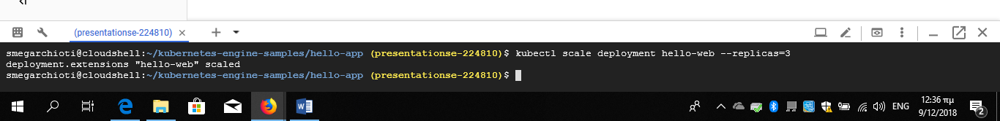 (presentationse-224810)
smegarchioti@cloudshell:~/kubernetes-engine-samples/hello-app (presentationse-224810)$ kubectl scale deployment hello-web --replicas=3
deployment.extensions "hello-web" scaled
smegarchioti@cloudshell:~/kubernetes-engine-samples/hello-app (presentationse-224810)$
ENG
12:36 πμ
9/12/2018
2